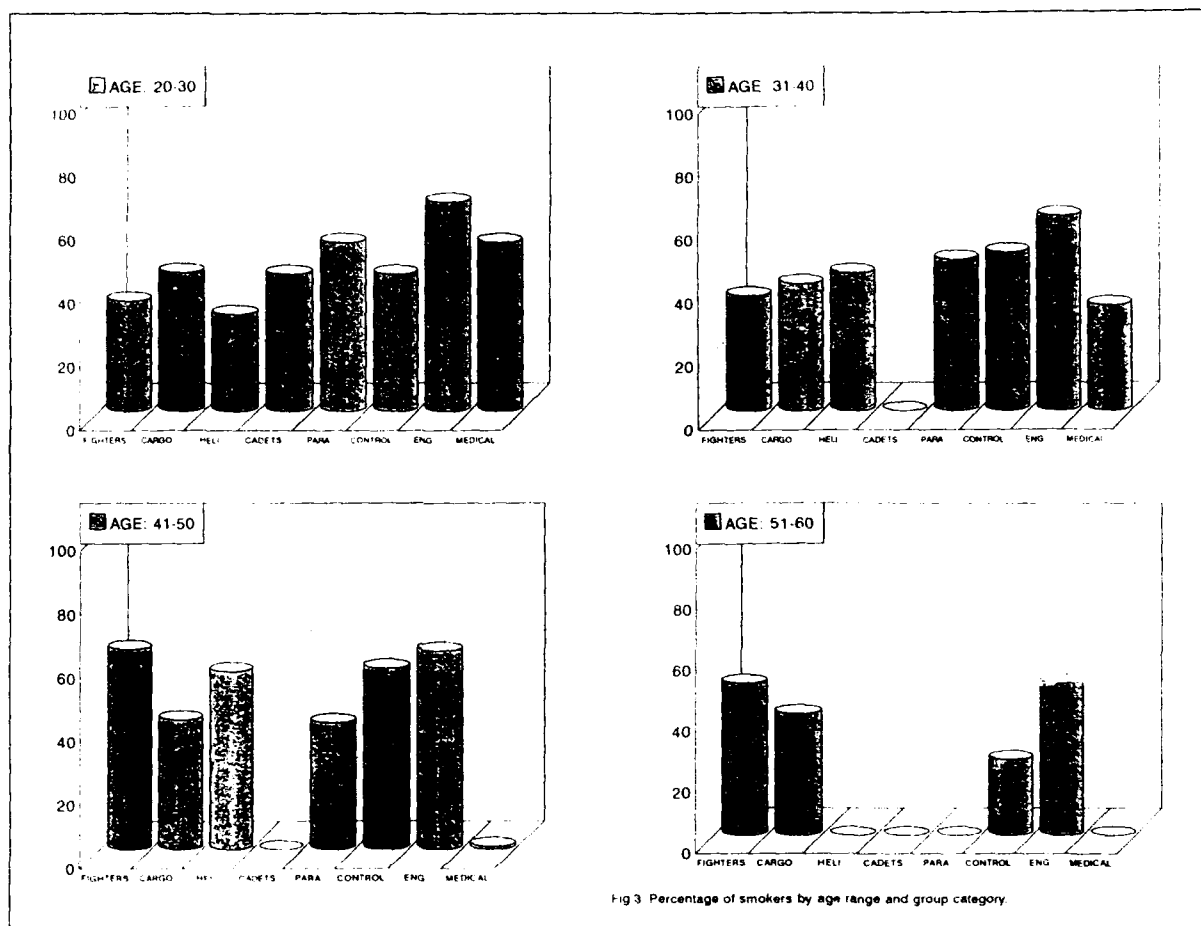 AGE: 20-30
100
80
60
40
20
0
FIGHTERS CARGO HELI CADETS PARA CONTROL ENG MEDICAL
AGE 31-40
100
80
60
40
20
0
FIGHTERS CARGO HELI CADETS PARA CONTROL ENG MEDICAL
AGE: 41-50
100
80
60
40
20
0
FIGHTERS CARGO HELI CADETS PARA CONTROL ENG MEDICAL
AGE: 51-60
100
80
60
40
20
0
FIGHTERS CARGO HELI CADETS PARA CONTROL ENG MEDICAL
Fig 3 Percentage of smokers by age range and group category.